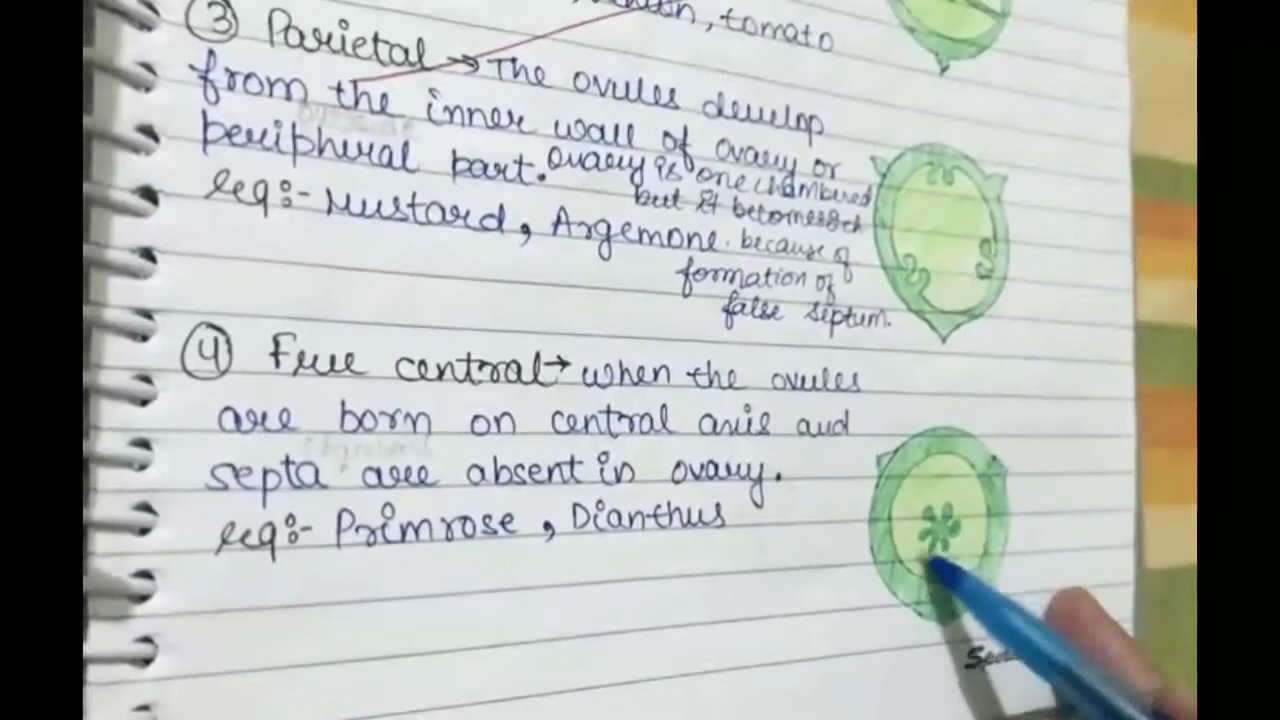 , tomato
③ Parietal → The ovules develop
from the inner wall of ovary or
peripheral part. Ovary is one chambered
but it becomes
eg:- Mustard, Argemone. because of
formation of
false septum.
④ Free central → when the ovules
are born on central axis and
septa are absent in ovary.
eg:- Primrose, Dianthus